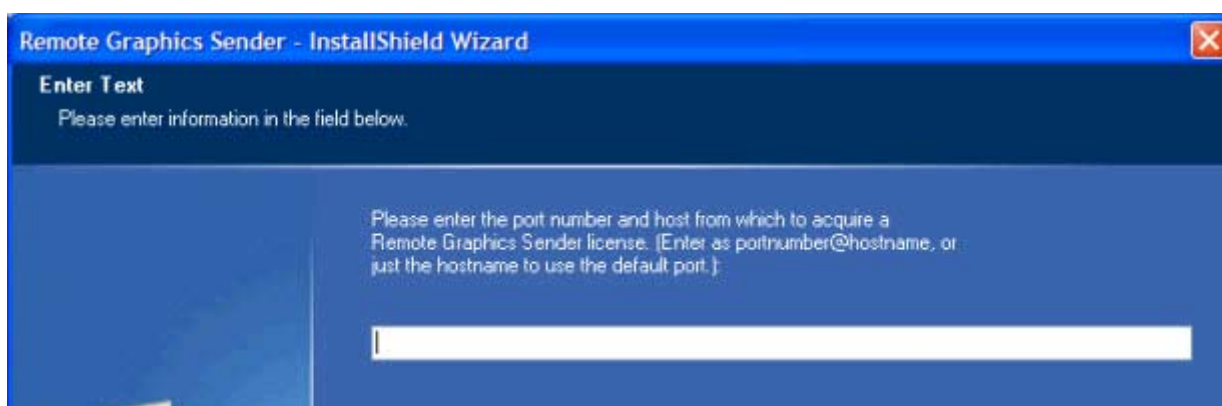 Remote Graphics Sender - InstallShield Wizard
Enter Text
Please enter information in the field below.
Please enter the port number and host from which to acquire a
Remote Graphics Sender license. (Enter as portnumber@hostname, or
just the hostname to use the default port.):